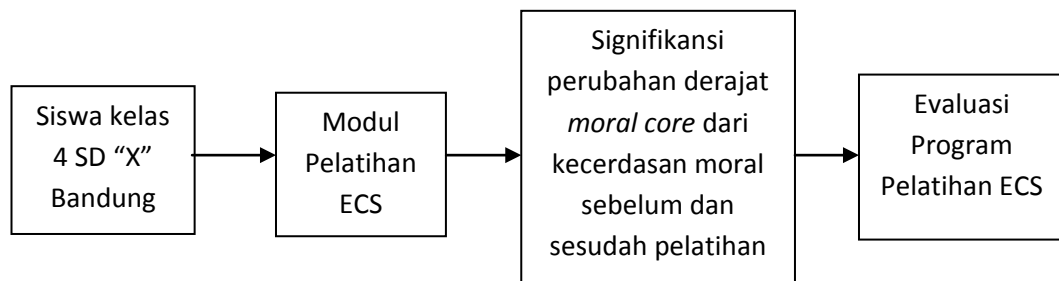 Siswa kelas
4 SD “X”
Bandung
Modul
Pelatihan
ECS
Signifikansi
perubahan derajat
moral core dari
kecerdasan moral
sebelum dan
sesudah pelatihan
Evaluasi
Program
Pelatihan ECS